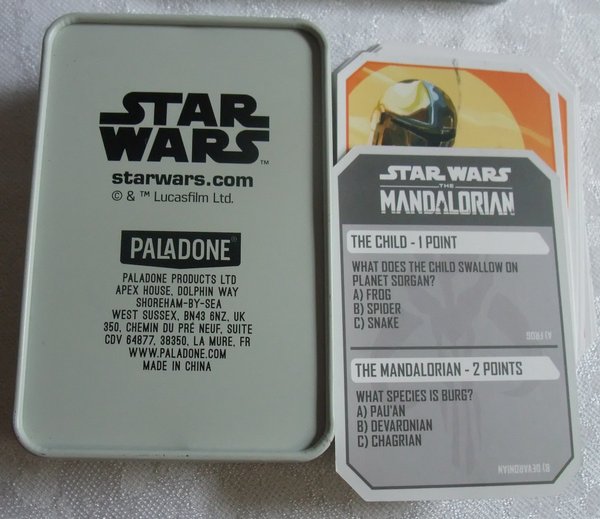 STAR
WARS™
starwars.com
© & ™ Lucasfilm Ltd.
PALADONE®
PALADONE PRODUCTS LTD
APEX HOUSE, DOLPHIN WAY
SHOREHAM-BY-SEA
WEST SUSSEX, BN43 6NZ, UK
350, CHEMIN DU PRÉ NEUF, SUITE
CDV 64877, 38350, LA MURE, FR
WWW.PALADONE.COM
MADE IN CHINA
STAR WARS
THE
MANDALORIAN
THE CHILD - 1 POINT
WHAT DOES THE CHILD SWALLOW ON
PLANET SORGAN?
A) FROG
B) SPIDER
C) SNAKE
A) FROG
THE MANDALORIAN - 2 POINTS
WHAT SPECIES IS BURG?
A) PAU'AN
B) DEVARONIAN
C) CHAGRIAN
B) DEVARONIAN